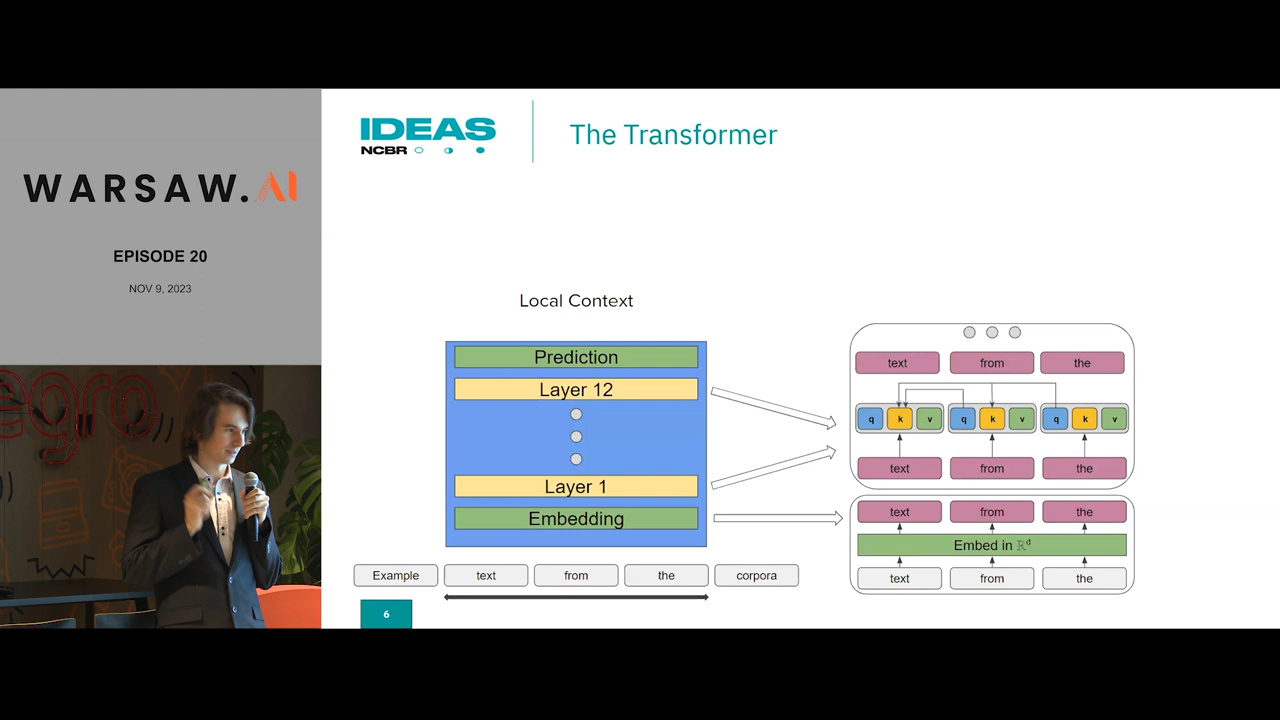 WARSAW.AI
EPISODE 20
NOV 9, 2023
egro
IDEAS
NCBR
The Transformer
Local Context
Prediction
Layer 12
Layer 1
Embedding
Example text from the corpora
6
text from the
q k v q k v q k v
text from the
text from the
Embed in ℝᵈ
text from the